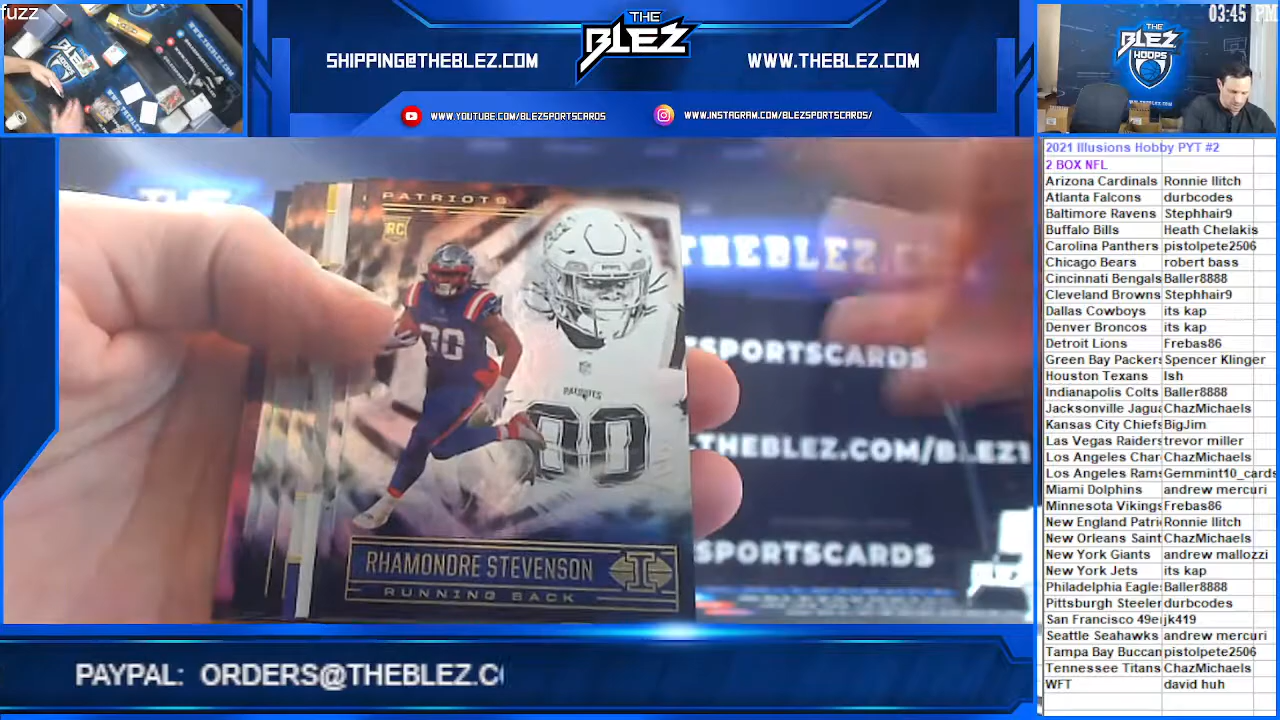 fuzz
SHIPPING@THEBLEZ.COM
THE
BLEZ
WWW.THEBLEZ.COM
WWW.YOUTUBE.COM/BLEZSPORTSCARDS
WWW.INSTAGRAM.COM/BLEZSPORTSCARDS/
03:45 PM
THE
BLEZ
HOOPS
2021 Illusions Hobby PYT #2
2 BOX NFL
Arizona Cardinals Ronnie Ilitch
Atlanta Falcons durbcodes
Baltimore Ravens Stephhair9
Buffalo Bills Heath Chelakis
Carolina Panthers pistolpete2506
Chicago Bears robert bass
Cincinnati Bengals Baller8888
Cleveland Browns Stephhair9
Dallas Cowboys its kap
Denver Broncos its kap
Detroit Lions Frebas86
Green Bay Packers Spencer Klinger
Houston Texans Ish
Indianapolis Colts Baller8888
Jacksonville Jagua ChazMichaels
Kansas City Chiefs BigJim
Las Vegas Raiders trevor miller
Los Angeles Char ChazMichaels
Los Angeles Rams Gemmint10_cards
Miami Dolphins andrew mercuri
Minnesota Vikings Frebas86
New England Patri Ronnie Ilitch
New Orleans Saint ChazMichaels
New York Giants andrew mallozzi
New York Jets its kap
Philadelphia Eagle Baller8888
Pittsburgh Steeler durbcodes
San Francisco 49e jk419
Seattle Seahawks andrew mercuri
Tampa Bay Buccan pistolpete2506
Tennessee Titans ChazMichaels
WFT david huh
PATRIOTS
RC
PATRIOTS
RHAMONDRE STEVENSON
RUNNING BACK
THEBLEZ.C
SPORTSCARDS
.THEBLEZ.COM/BLEZ1
SPORTSCARDS
PAYPAL: ORDERS@THEBLEZ.C